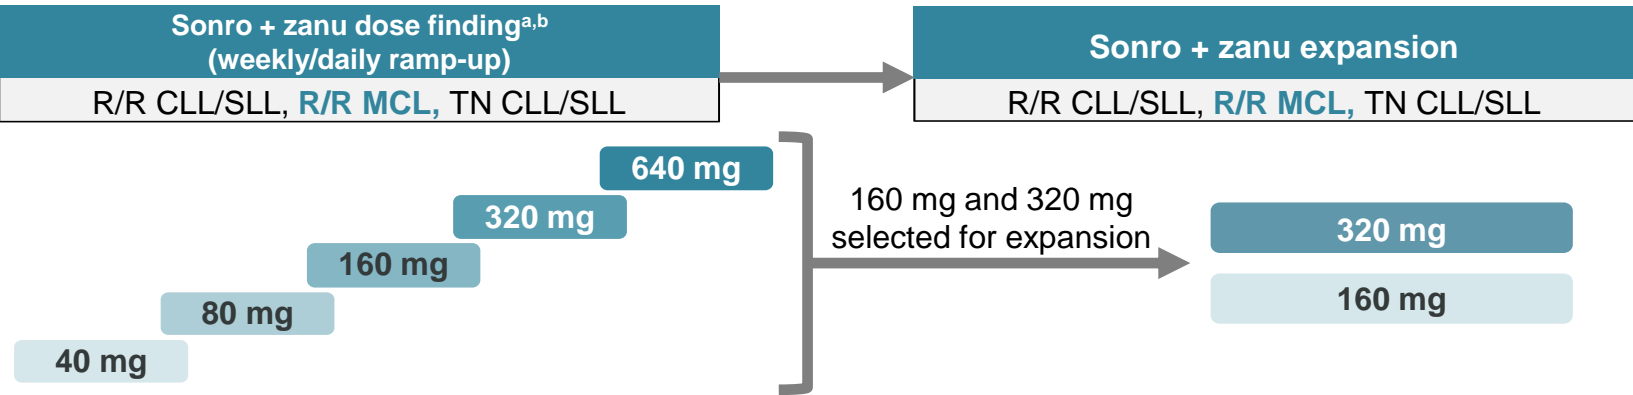 Sonro + zanu dose finding^a,b
(weekly/daily ramp-up)
R/R CLL/SLL, R/R MCL, TN CLL/SLL
Sonro + zanu expansion
R/R CLL/SLL, R/R MCL, TN CLL/SLL
640 mg
320 mg
160 mg
80 mg
40 mg
160 mg and 320 mg
selected for expansion
320 mg
160 mg